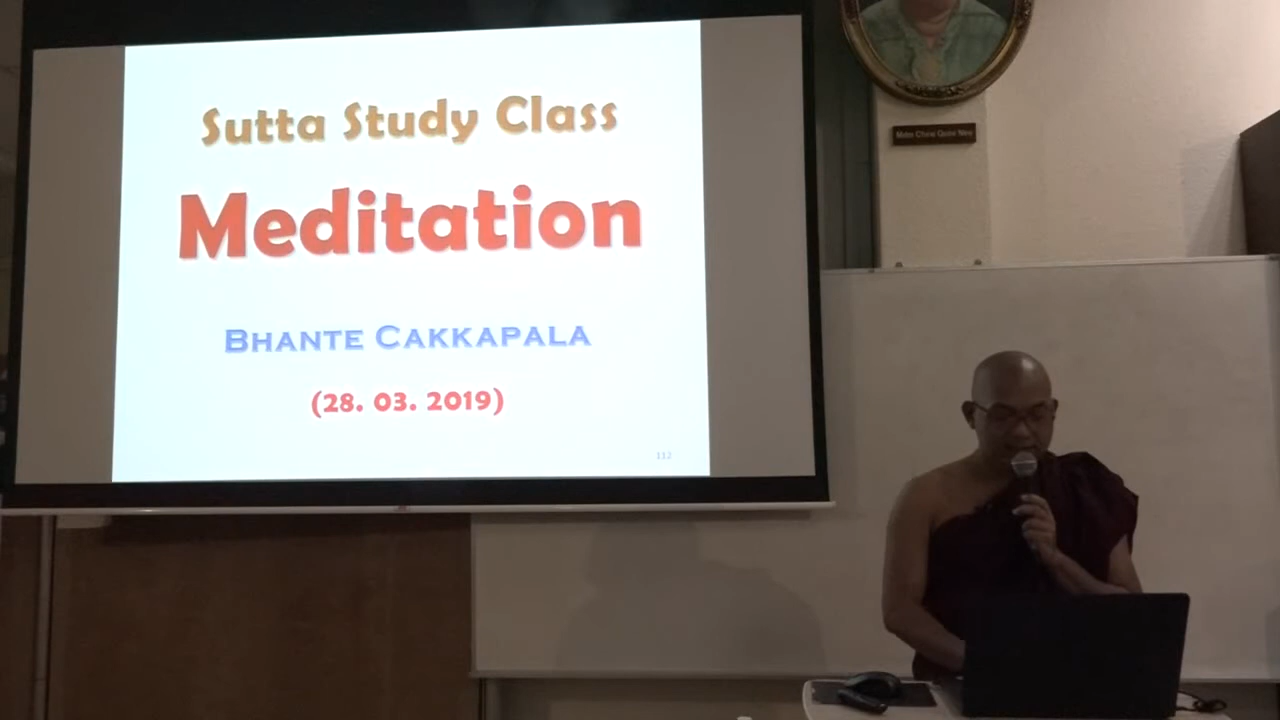 Sutta Study Class
Meditation
BHANTE CAKKAPALA
(28. 03. 2019)
112